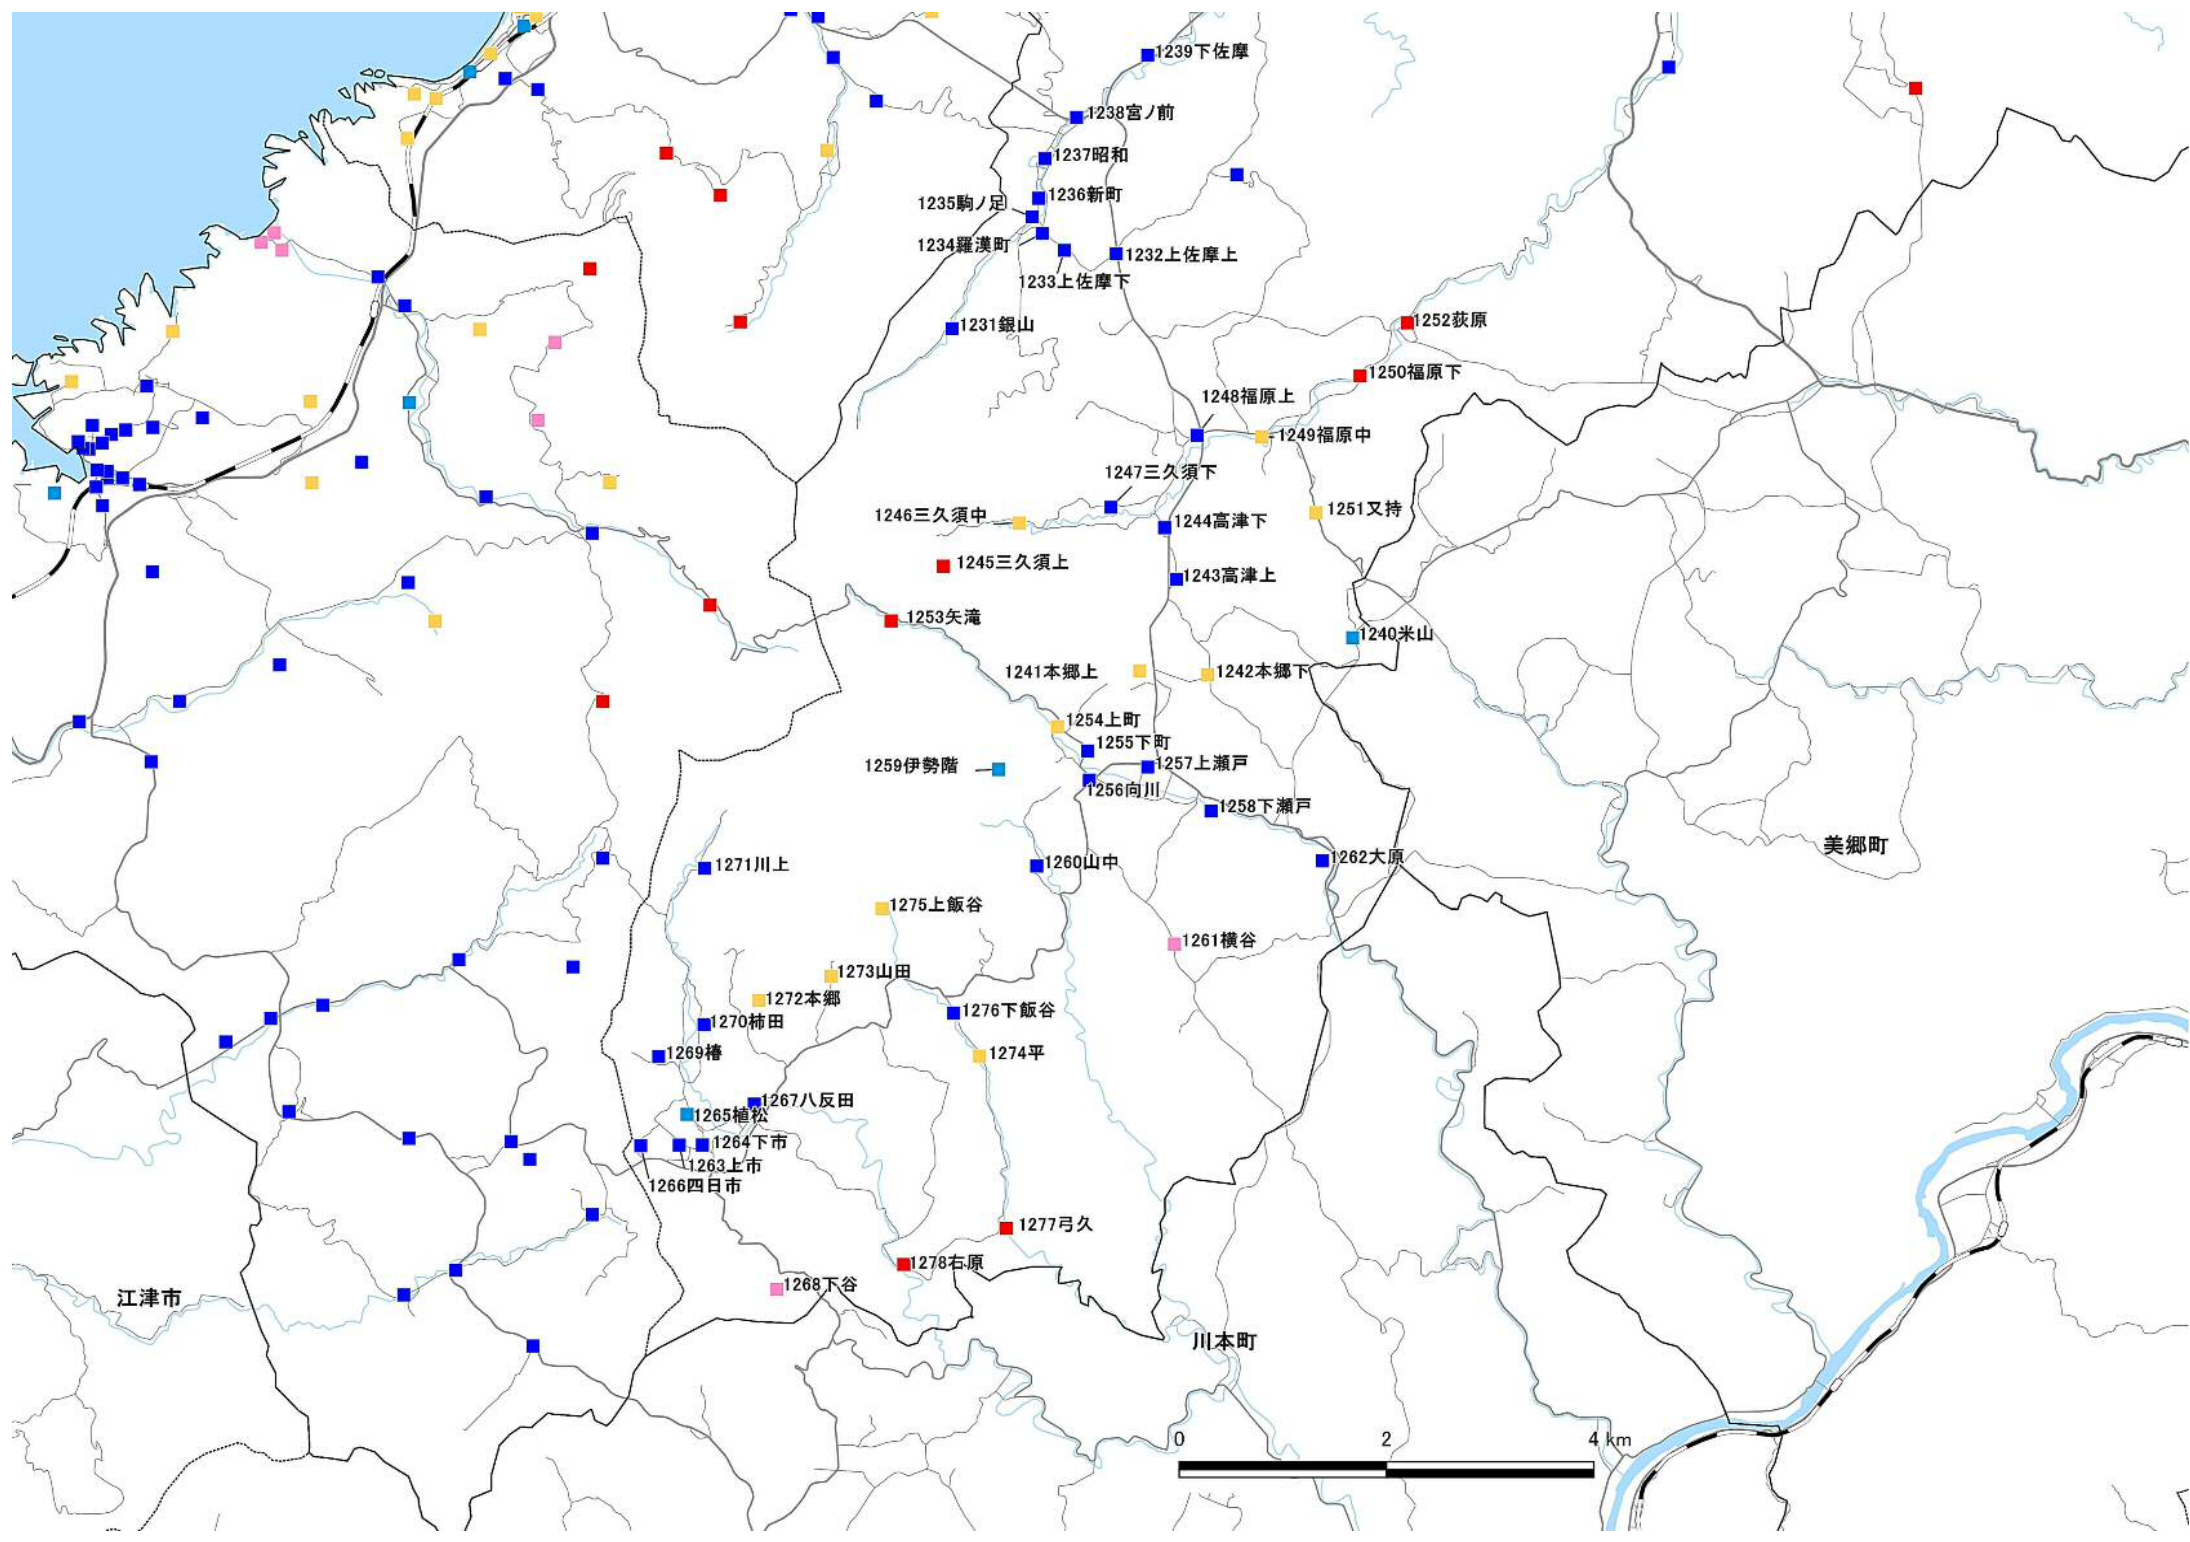 1239下佐摩
1238宮ノ前
1237昭和
1236新町
1235駒ノ足
1234羅漢町
1232上佐摩上
1233上佐摩下
1231銀山
1252荻原
1250福原下
1248福原上
1249福原中
1247三久須下
1246三久須中
1251又持
1244高津下
1245三久須上
1243高津上
1253矢滝
1240米山
1241本郷上
1242本郷下
1254上町
1255下町
1259伊勢階
1257上瀬戸
1256向川
1258下瀬戸
美郷町
1260山中
1262大原
1271川上
1275上飯谷
1261横谷
1273山田
1272本郷
1276下飯谷
1270柿田
1269椿
1274平
1267八反田
1265植松
1264下市
1263上市
1266四日市
1277弓久
1278右原
1268下谷
江津市
川本町
0 2 4 km